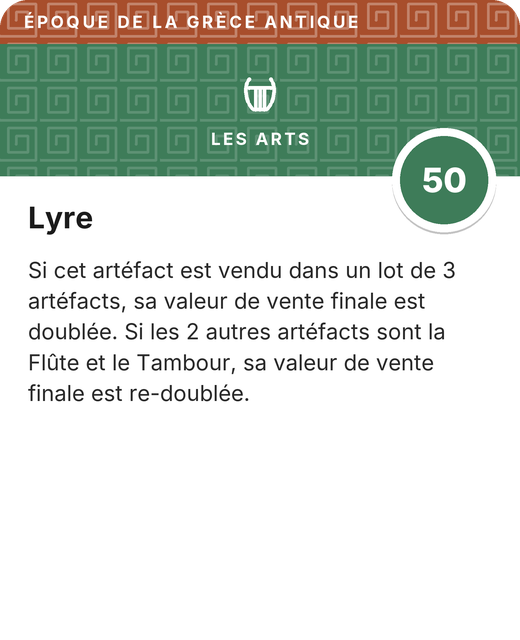 ÉPOQUE DE LA GRÈCE ANTIQUE
LES ARTS
50
Lyre
Si cet artéfact est vendu dans un lot de 3
artéfacts, sa valeur de vente finale est
doublée. Si les 2 autres artéfacts sont la
Flûte et le Tambour, sa valeur de vente
finale est re-doublée.